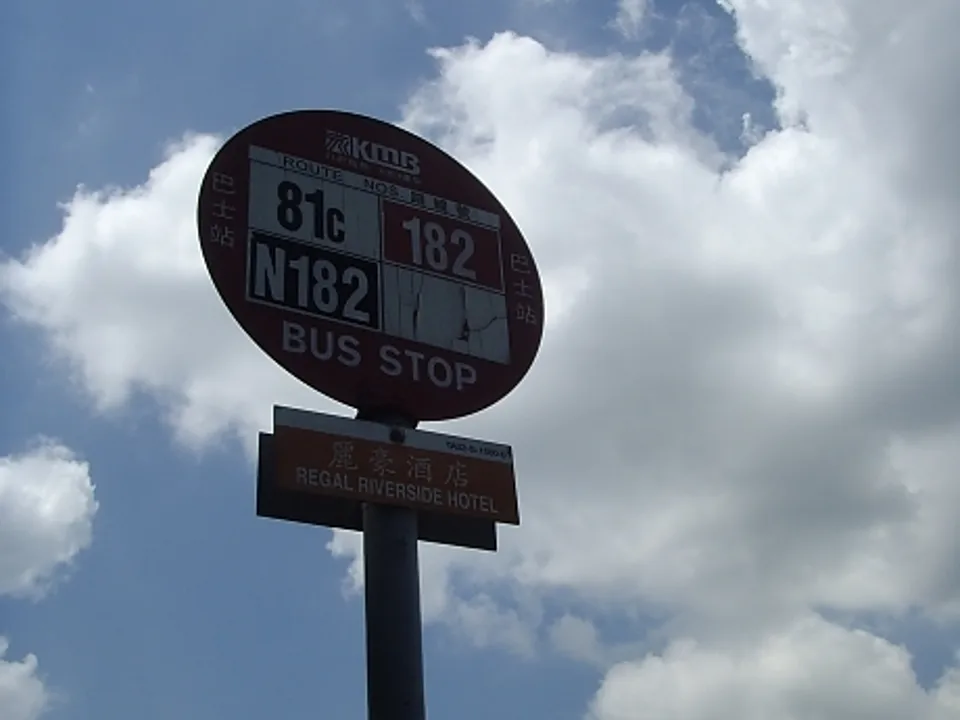 KMB
ROUTE NOS. 路線號
81C 182
N182
巴士站
巴士站
BUS STOP
麗豪酒店
REGAL RIVERSIDE HOTEL